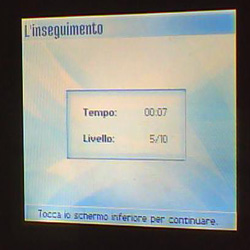 L'inseguimento
Tempo: 00:07
Livello: 5/10
Tocca lo schermo inferiore per continuare.